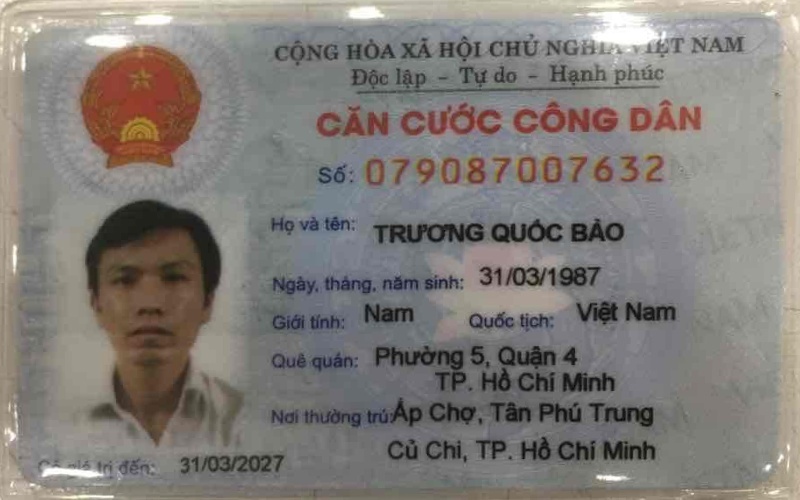 CỘNG HÒA XÃ HỘI CHỦ NGHĨA VIỆT NAM
Độc lập - Tự do - Hạnh phúc
CĂN CƯỚC CÔNG DÂN
Số: 079087007632
Họ và tên: TRƯƠNG QUỐC BẢO
Ngày, tháng, năm sinh: 31/03/1987
Giới tính: Nam Quốc tịch: Việt Nam
Quê quán: Phường 5, Quận 4
TP. Hồ Chí Minh
Nơi thường trú: Ấp Chợ, Tân Phú Trung
Củ Chi, TP. Hồ Chí Minh
Có giá trị đến: 31/03/2027